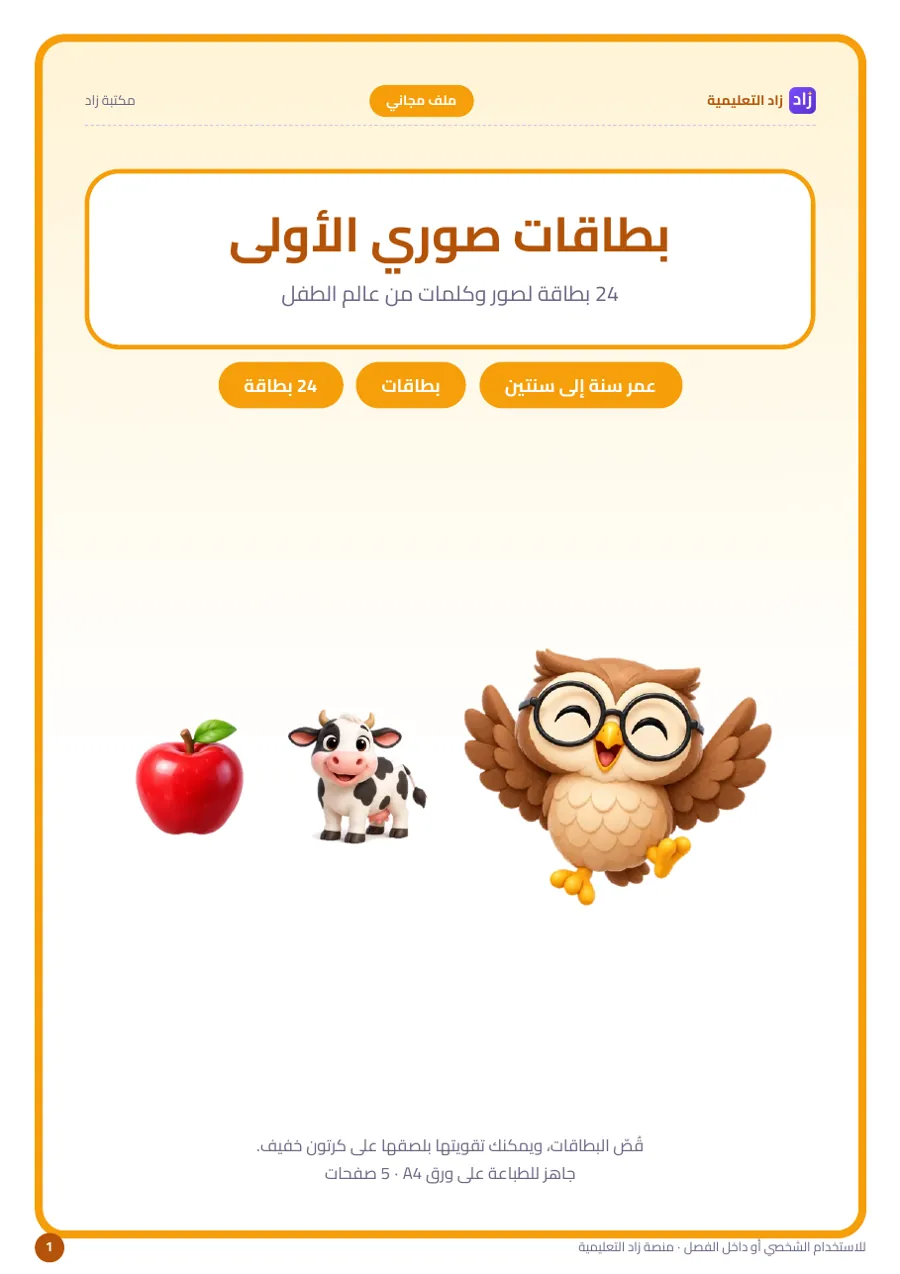 زاد زاد التعليمية
ملف مجاني
مكتبة زاد
بطاقات صوري الأولى
24 بطاقة لصور وكلمات من عالم الطفل
عمر سنة إلى سنتين
بطاقات
24 بطاقة
قُصّ البطاقات، ويمكنك تقويتها بلصقها على كرتون خفيف.
جاهز للطباعة على ورق A4 · 5 صفحات
للاستخدام الشخصي أو داخل الفصل · منصة زاد التعليمية
1